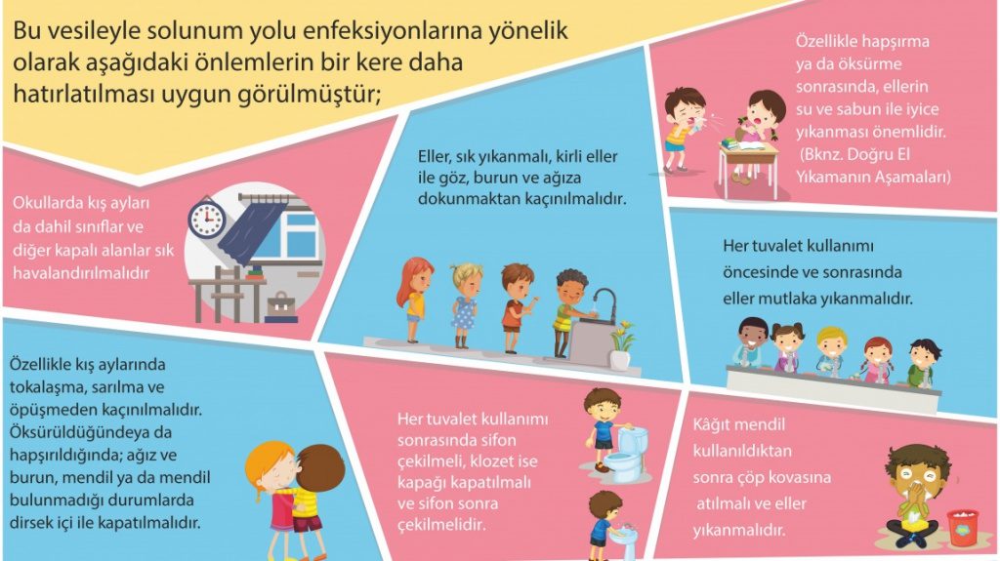 Bu vesileyle solunum yolu enfeksiyonlarına yönelik
olarak aşağıdaki önlemlerin bir kere daha
hatırlatılması uygun görülmüştür;
Özellikle hapşırma
ya da öksürme
sonrasında, ellerin
su ve sabun ile iyice
yıkanması önemlidir.
(Bknz. Doğru El
Yıkamanın Aşamaları)
Eller, sık yıkanmalı, kirli eller
ile göz, burun ve ağıza
dokunmaktan kaçınılmalıdır.
Okullarda kış ayları
da dahil sınıflar ve
diğer kapalı alanlar sık
havalandırılmalıdır
Her tuvalet kullanımı
öncesinde ve sonrasında
eller mutlaka yıkanmalıdır.
Özellikle kış aylarında
tokalaşma, sarılma ve
öpüşmeden kaçınılmalıdır.
Öksürüldüğündeya da
hapşırıldığında; ağız ve
burun, mendil ya da mendil
bulunmadığı durumlarda
dirsek içi ile kapatılmalıdır.
Her tuvalet kullanımı
sonrasında sifon
çekilmeli, klozet ise
kapağı kapatılmalı
ve sifon sonra
çekilmelidir.
Kâğıt mendil
kullanıldıktan
sonra çöp kovasına
atılmalı ve eller
yıkanmalıdır.